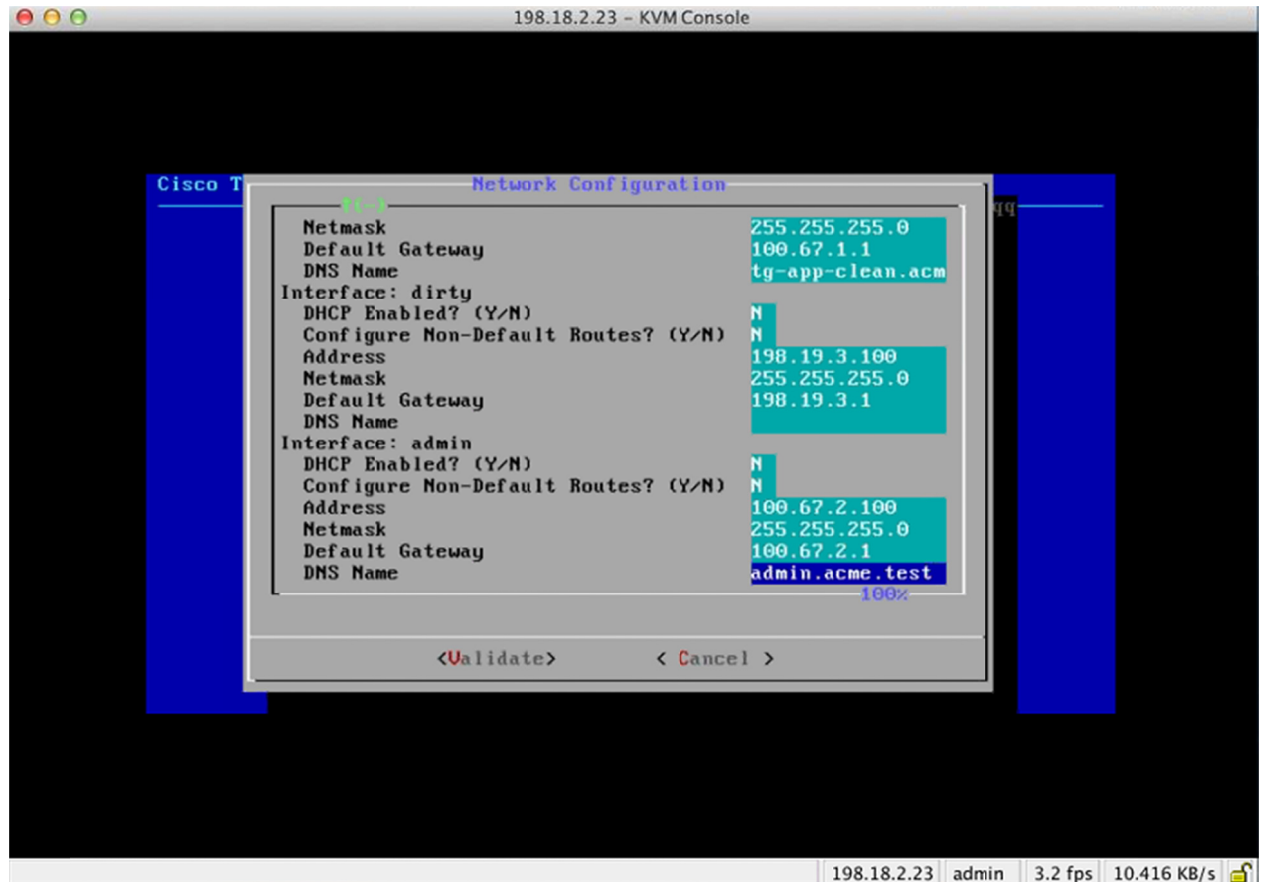 198.18.2.23 – KVM Console
Cisco T
Network Configuration
↑(-)
qq
Netmask 255.255.255.0
Default Gateway 100.67.1.1
DNS Name tg-app-clean.acm
Interface: dirty
DHCP Enabled? (Y/N) N
Configure Non-Default Routes? (Y/N) N
Address 198.19.3.100
Netmask 255.255.255.0
Default Gateway 198.19.3.1
DNS Name
Interface: admin
DHCP Enabled? (Y/N) N
Configure Non-Default Routes? (Y/N) N
Address 100.67.2.100
Netmask 255.255.255.0
Default Gateway 100.67.2.1
DNS Name admin.acme.test
100%
<Validate> < Cancel >
198.18.2.23 admin 3.2 fps 10.416 KB/s